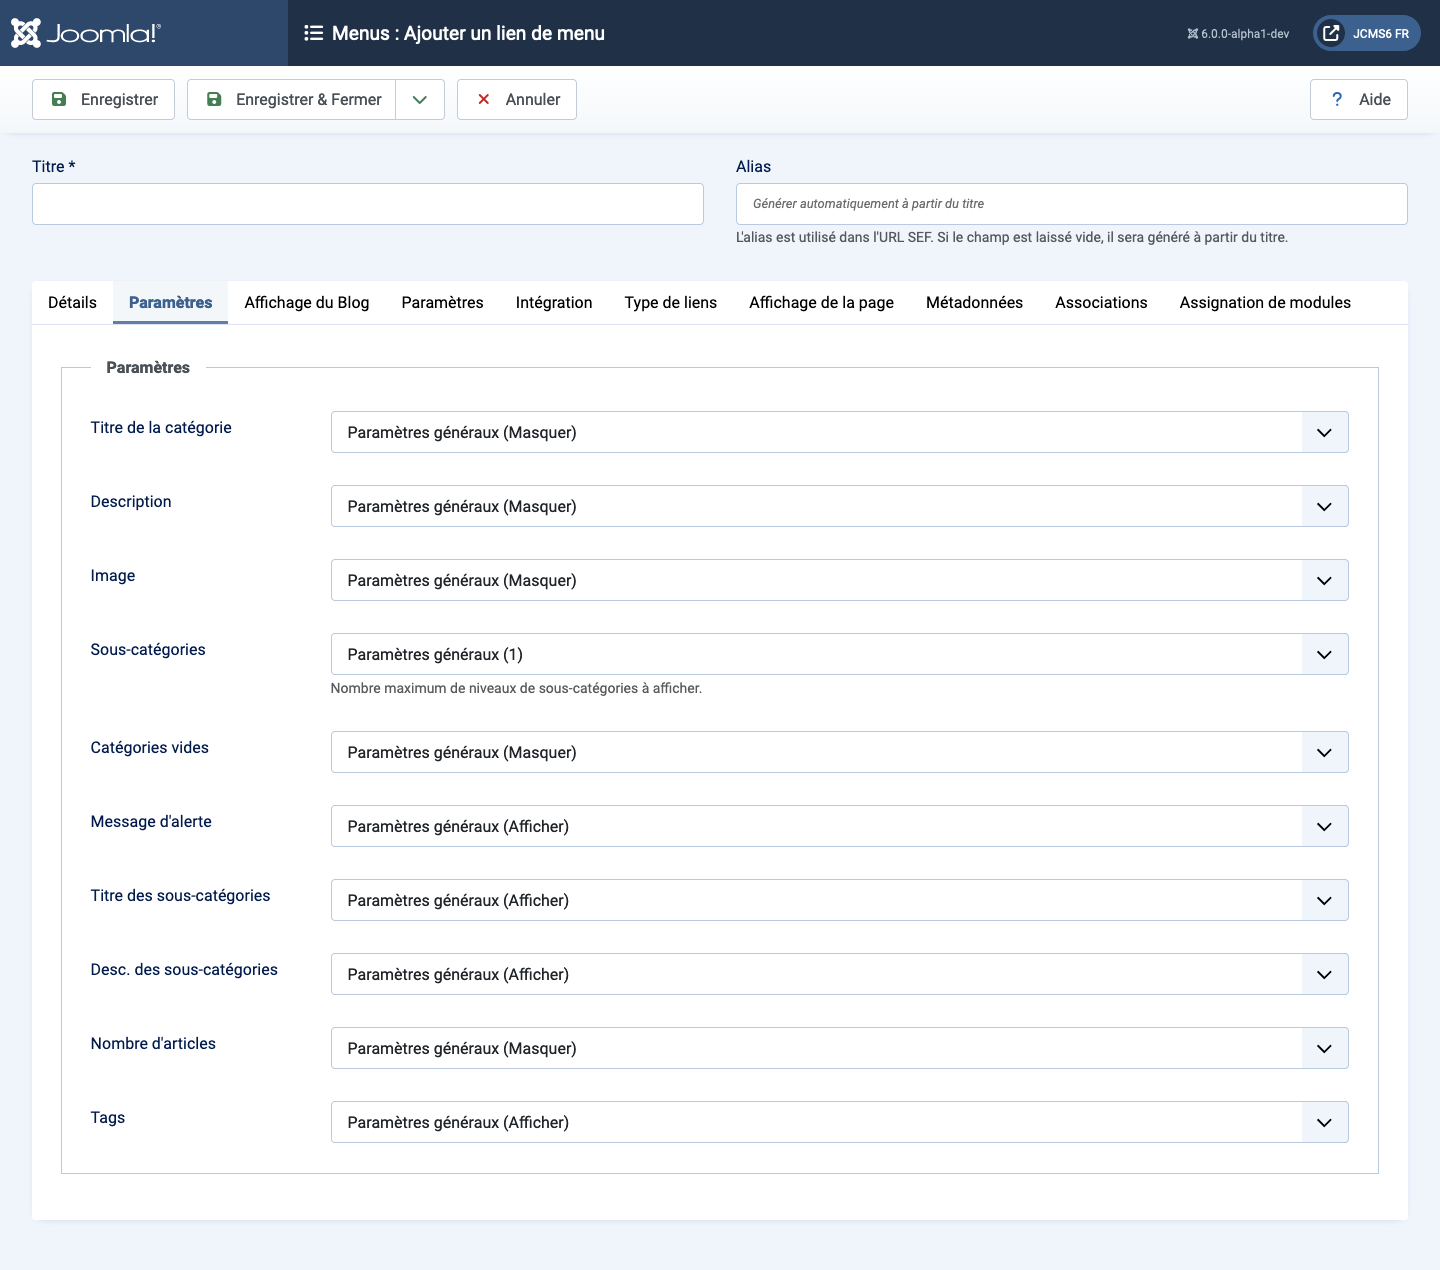 Joomla!®
Menus : Ajouter un lien de menu
6.0.0-alpha1-dev
JCMS6 FR
Enregistrer
Enregistrer & Fermer
Annuler
? Aide
Titre *
Alias
Générer automatiquement à partir du titre
L'alias est utilisé dans l'URL SEF. Si le champ est laissé vide, il sera généré à partir du titre.
Détails Paramètres Affichage du Blog Paramètres Intégration Type de liens Affichage de la page Métadonnées Associations Assignation de modules
Paramètres
Titre de la catégorie
Paramètres généraux (Masquer)
Description
Paramètres généraux (Masquer)
Image
Paramètres généraux (Masquer)
Sous-catégories
Paramètres généraux (1)
Nombre maximum de niveaux de sous-catégories à afficher.
Catégories vides
Paramètres généraux (Masquer)
Message d'alerte
Paramètres généraux (Afficher)
Titre des sous-catégories
Paramètres généraux (Afficher)
Desc. des sous-catégories
Paramètres généraux (Afficher)
Nombre d'articles
Paramètres généraux (Masquer)
Tags
Paramètres généraux (Afficher)